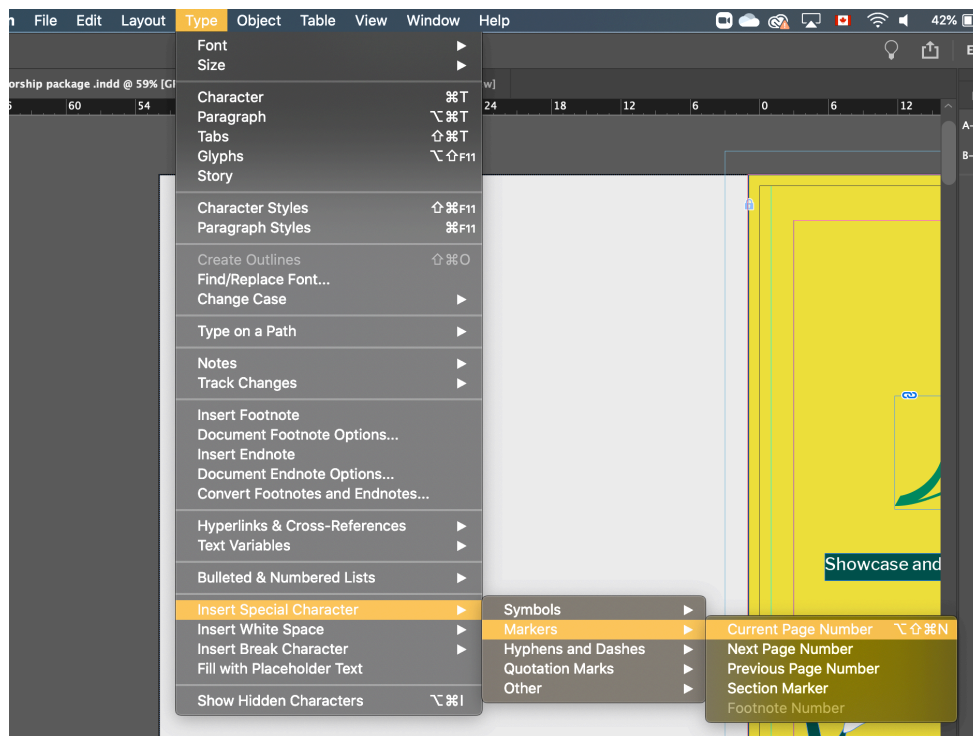 File Edit Layout Type Object Table View Window Help 42%
Font
Size
orship package .indd @ 59% [G
w]
60 54 24 18 12 6 0 6 12
Character ⌘T
Paragraph ⌥⌘T
Tabs ⇧⌘T
Glyphs ⌥⇧F11
Story
A-
B-
Character Styles ⇧⌘F11
Paragraph Styles ⌘F11
Create Outlines ⇧⌘O
Find/Replace Font...
Change Case
Type on a Path
Notes
Track Changes
Insert Footnote
Document Footnote Options...
Insert Endnote
Document Endnote Options...
Convert Footnotes and Endnotes...
Hyperlinks & Cross-References
Text Variables
Bulleted & Numbered Lists
Showcase and
Insert Special Character
Insert White Space
Insert Break Character
Fill with Placeholder Text
Show Hidden Characters ⌥⌘I
Symbols
Markers
Hyphens and Dashes
Quotation Marks
Other
Current Page Number ⌥⇧⌘N
Next Page Number
Previous Page Number
Section Marker
Footnote Number